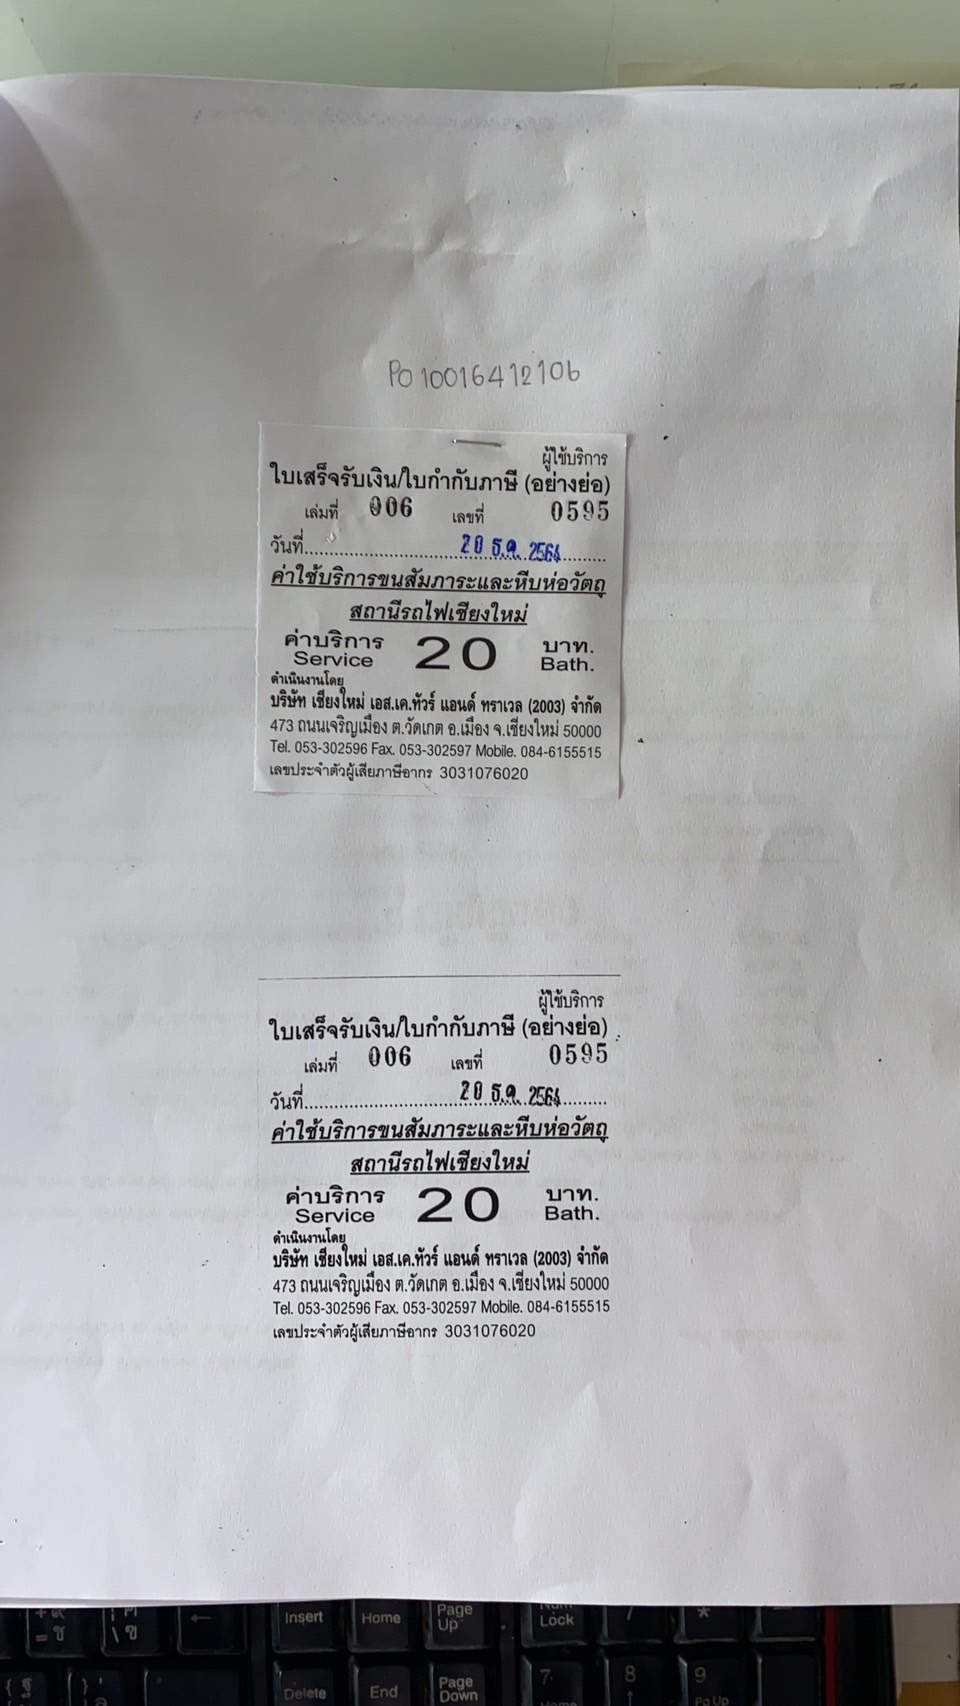 PO10016412106
ผู้ใช้บริการ
ใบเสร็จรับเงิน/ใบกำกับภาษี (อย่างย่อ)
เล่มที่ 006 เลขที่ 0595
วันที่ 20 ธ.ค. 2564
ค่าใช้บริการขนสัมภาระและหีบห่อวัตถุ
สถานีรถไฟเชียงใหม่
ค่าบริการ 20 บาท.
Service Bath.
ดำเนินงานโดย
บริษัท เชียงใหม่ เอส.เค.ทัวร์ แอนด์ ทราเวล (2003) จำกัด
473 ถนนเจริญเมือง ต.วัดเกต อ.เมือง จ.เชียงใหม่ 50000
Tel. 053-302596 Fax. 053-302597 Mobile. 084-6155515
เลขประจำตัวผู้เสียภาษีอากร 3031076020
ผู้ใช้บริการ
ใบเสร็จรับเงิน/ใบกำกับภาษี (อย่างย่อ)
เล่มที่ 006 เลขที่ 0595
วันที่ 20 ธ.ค. 2564
ค่าใช้บริการขนสัมภาระและหีบห่อวัตถุ
สถานีรถไฟเชียงใหม่
ค่าบริการ 20 บาท.
Service Bath.
ดำเนินงานโดย
บริษัท เชียงใหม่ เอส.เค.ทัวร์ แอนด์ ทราเวล (2003) จำกัด
473 ถนนเจริญเมือง ต.วัดเกต อ.เมือง จ.เชียงใหม่ 50000
Tel. 053-302596 Fax. 053-302597 Mobile. 084-6155515
เลขประจำตัวผู้เสียภาษีอากร 3031076020
Insert Home Page Up Lock / *
Delete End Page Down 7 8 9